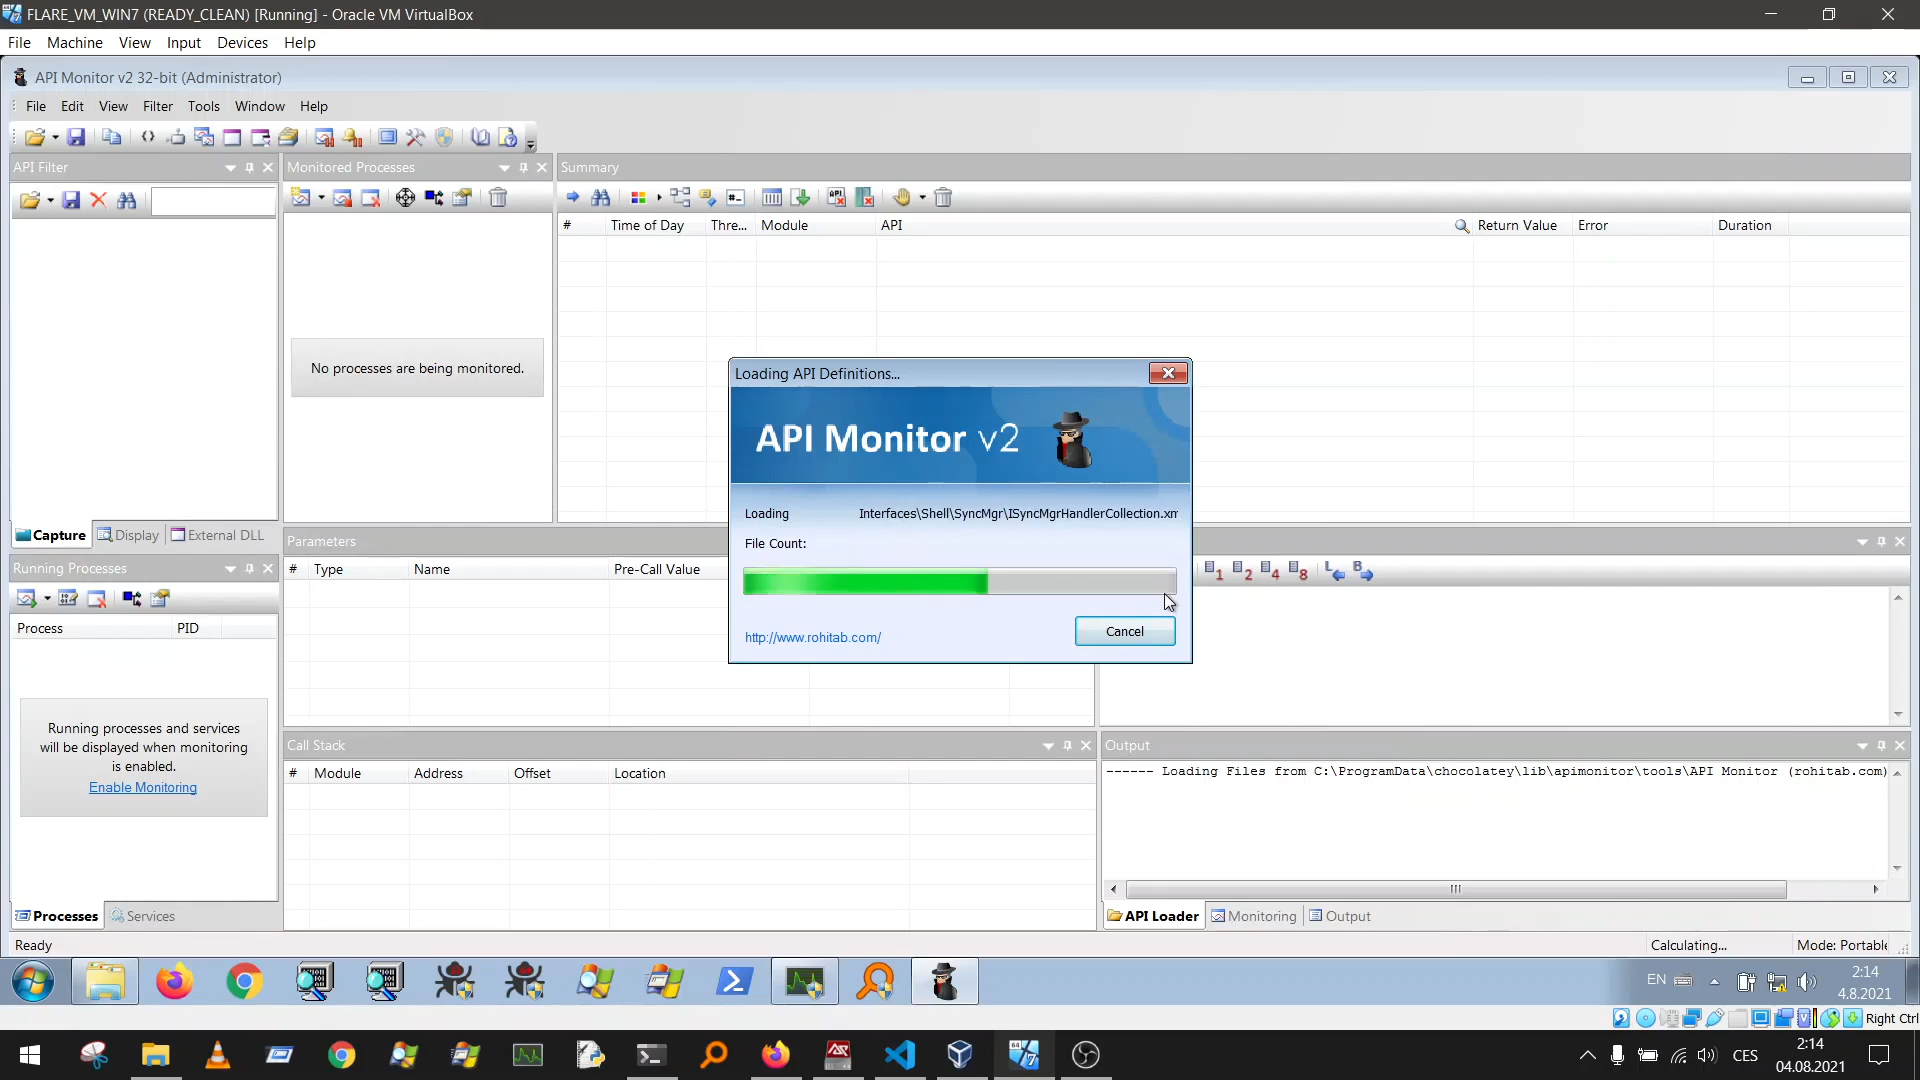 FLARE_VM_WIN7 (READY_CLEAN) [Running] - Oracle VM VirtualBox
File Machine View Input Devices Help
API Monitor v2 32-bit (Administrator)
File Edit View Filter Tools Window Help
API Filter
Monitored Processes
Summary
# Time of Day Thre... Module API Return Value Error Duration
No processes are being monitored.
Loading API Definitions...
API Monitor v2
Loading Interfaces\Shell\SyncMgr\ISyncMgrHandlerCollection.xm
File Count:
http://www.rohitab.com/
Cancel
Capture Display External DLL
Parameters
# Type Name Pre-Call Value
Running Processes
Process PID
Running processes and services
will be displayed when monitoring
is enabled.
Enable Monitoring
Call Stack
# Module Address Offset Location
Output
------ Loading Files from C:\ProgramData\chocolatey\lib\apimonitor\tools\API Monitor (rohitab.com)
Processes Services
API Loader Monitoring Output
Ready
Calculating... Mode: Portable
EN
2:14
4.8.2021
Right Ctrl
CES
2:14
04.08.2021